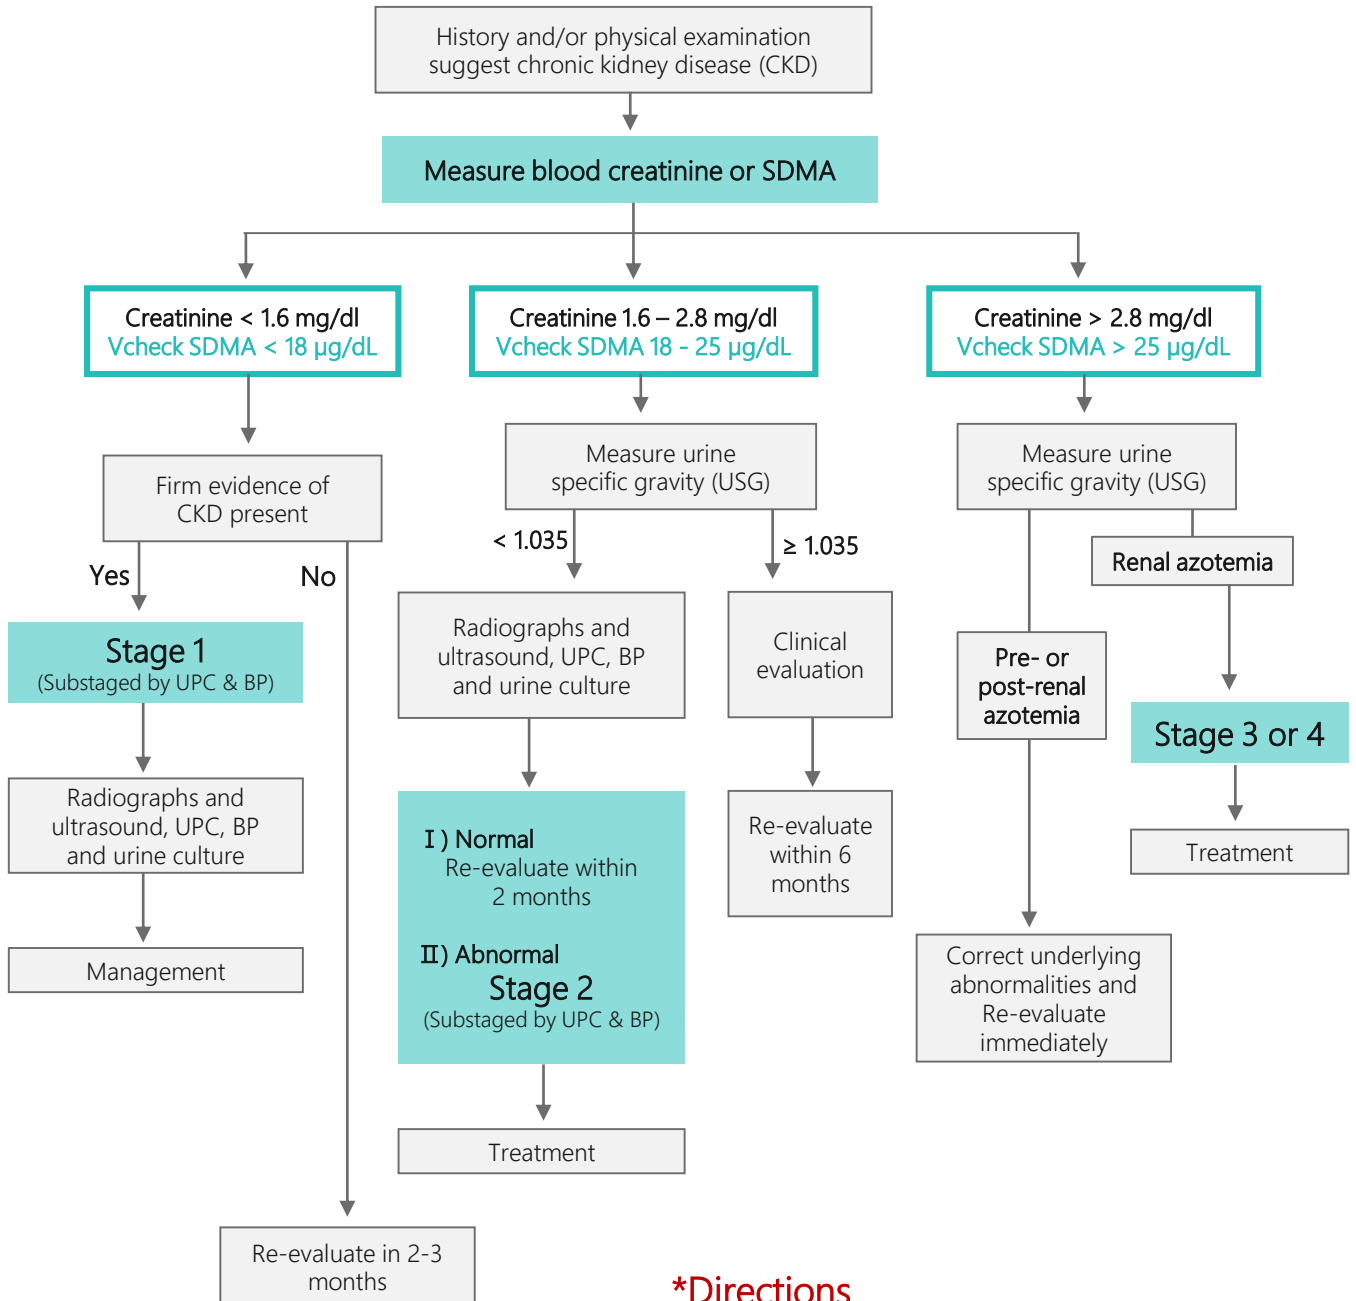 History and/or physical examination
suggest chronic kidney disease (CKD)
Measure blood creatinine or SDMA
Creatinine < 1.6 mg/dl
Vcheck SDMA < 18 µg/dL
Creatinine 1.6 – 2.8 mg/dl
Vcheck SDMA 18 - 25 µg/dL
Creatinine > 2.8 mg/dl
Vcheck SDMA > 25 µg/dL
Firm evidence of
CKD present
Yes
No
Stage 1
(Substaged by UPC & BP)
Radiographs and
ultrasound, UPC, BP
and urine culture
Management
Re-evaluate in 2-3
months
Measure urine
specific gravity (USG)
< 1.035
≥ 1.035
Radiographs and
ultrasound, UPC, BP
and urine culture
Ⅰ) Normal
Re-evaluate within
2 months
Ⅱ) Abnormal
Stage 2
(Substaged by UPC & BP)
Treatment
Clinical
evaluation
Re-evaluate
within 6
months
Measure urine
specific gravity (USG)
Renal azotemia
Pre- or
post-renal
azotemia
Stage 3 or 4
Treatment
Correct underlying
abnormalities and
Re-evaluate
immediately
*Directions